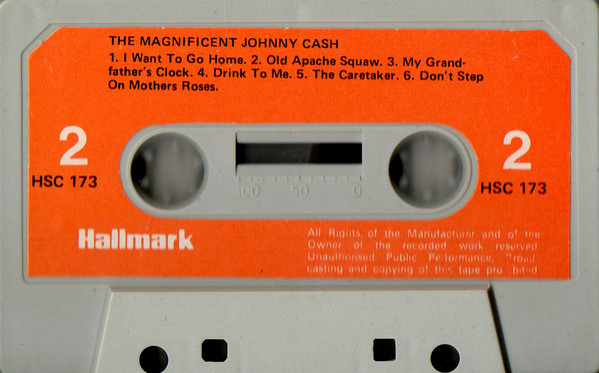 THE MAGNIFICENT JOHNNY CASH
1. I Want To Go Home. 2. Old Apache Squaw. 3. My Grand-
father's Clock. 4. Drink To Me. 5. The Caretaker. 6. Don't Step
On Mothers Roses.
2
HSC 173
100 50 0
2
HSC 173
Hallmark
All Rights of the Manufacturer and of the
Owner of the recorded work reserved
Unauthorised Public Performance,
casting and copying of this tape